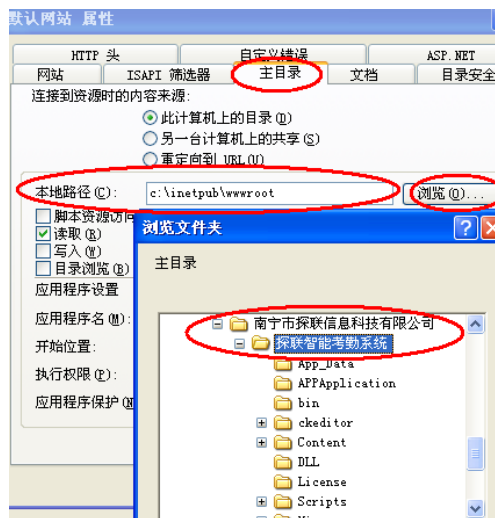 默认网站 属性
HTTP 头 自定义错误 ASP.NET
网站 ISAPI 筛选器 主目录 文档 目录安全
连接到资源时的内容来源:
此计算机上的目录(D)
另一台计算机上的共享(S)
重定向到 URL(U)
本地路径(C): c:\inetpub\wwwroot 浏览(O)...
脚本资源访问
读取(R)
写入(W)
目录浏览(B)
应用程序设置
应用程序名(M):
开始位置:
执行权限(P):
应用程序保护(N
浏览文件夹
主目录
南宁市探联信息科技有限公司
探联智能考勤系统
App_Data
APPApplication
bin
ckeditor
Content
DLL
License
Scripts